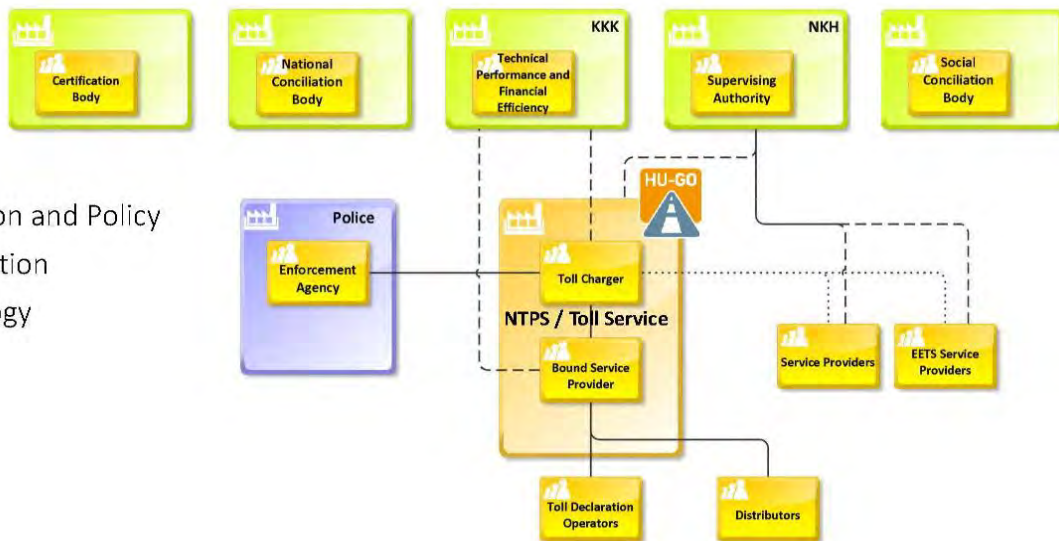 KKK
NKH
Certification
Body
National
Conciliation
Body
Technical
Performance and
Financial
Efficiency
Supervising
Authority
Social
Conciliation
Body
HU-GO
on and Policy
tion
gy
Police
Enforcement
Agency
Toll Charger
NTPS / Toll Service
Bound Service
Provider
Service Providers
EETS Service
Providers
Toll Declaration
Operators
Distributors